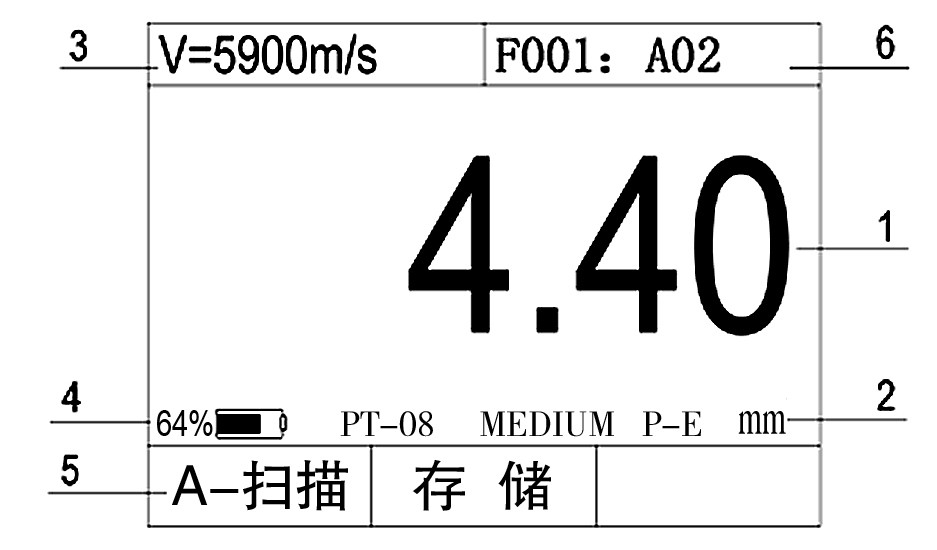 3
V=5900m/s
F001: A02
6
4.40
1
4
64%
PT-08 MEDIUM P-E mm
2
5
A-扫描
存 储